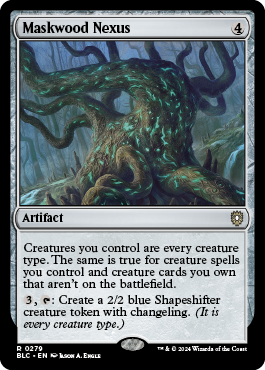 Maskwood Nexus 4
Artifact
Creatures you control are every creature
type. The same is true for creature spells
you control and creature cards you own
that aren't on the battlefield.
3, : Create a 2/2 blue Shapeshifter
creature token with changeling. (It is
every creature type.)
R 0279
BLC • EN Jason A. Engle
™ & © 2024 Wizards of the Coast